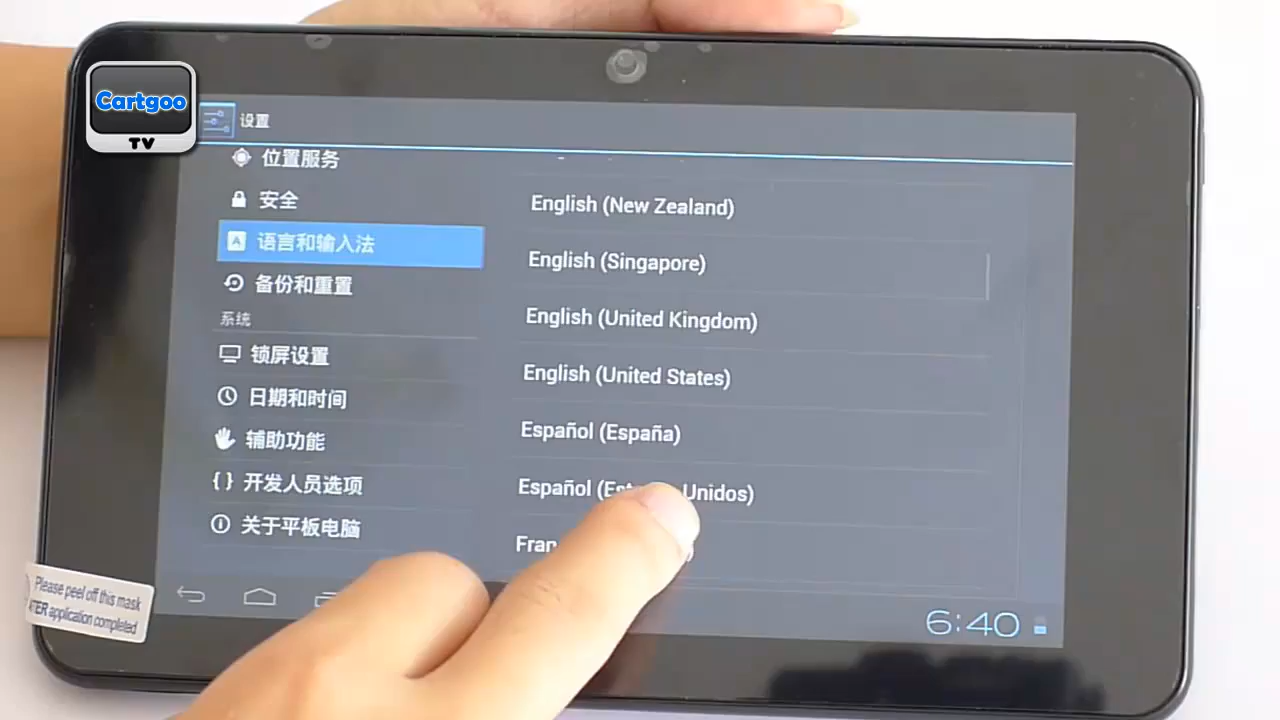 Cartgoo
TV
设置
位置服务
安全
语言和输入法
备份和重置
系统
锁屏设置
日期和时间
辅助功能
开发人员选项
关于平板电脑
English (New Zealand)
English (Singapore)
English (United Kingdom)
English (United States)
Español (España)
Español ( Unidos)
6:40
Please peel off this mask
application completed